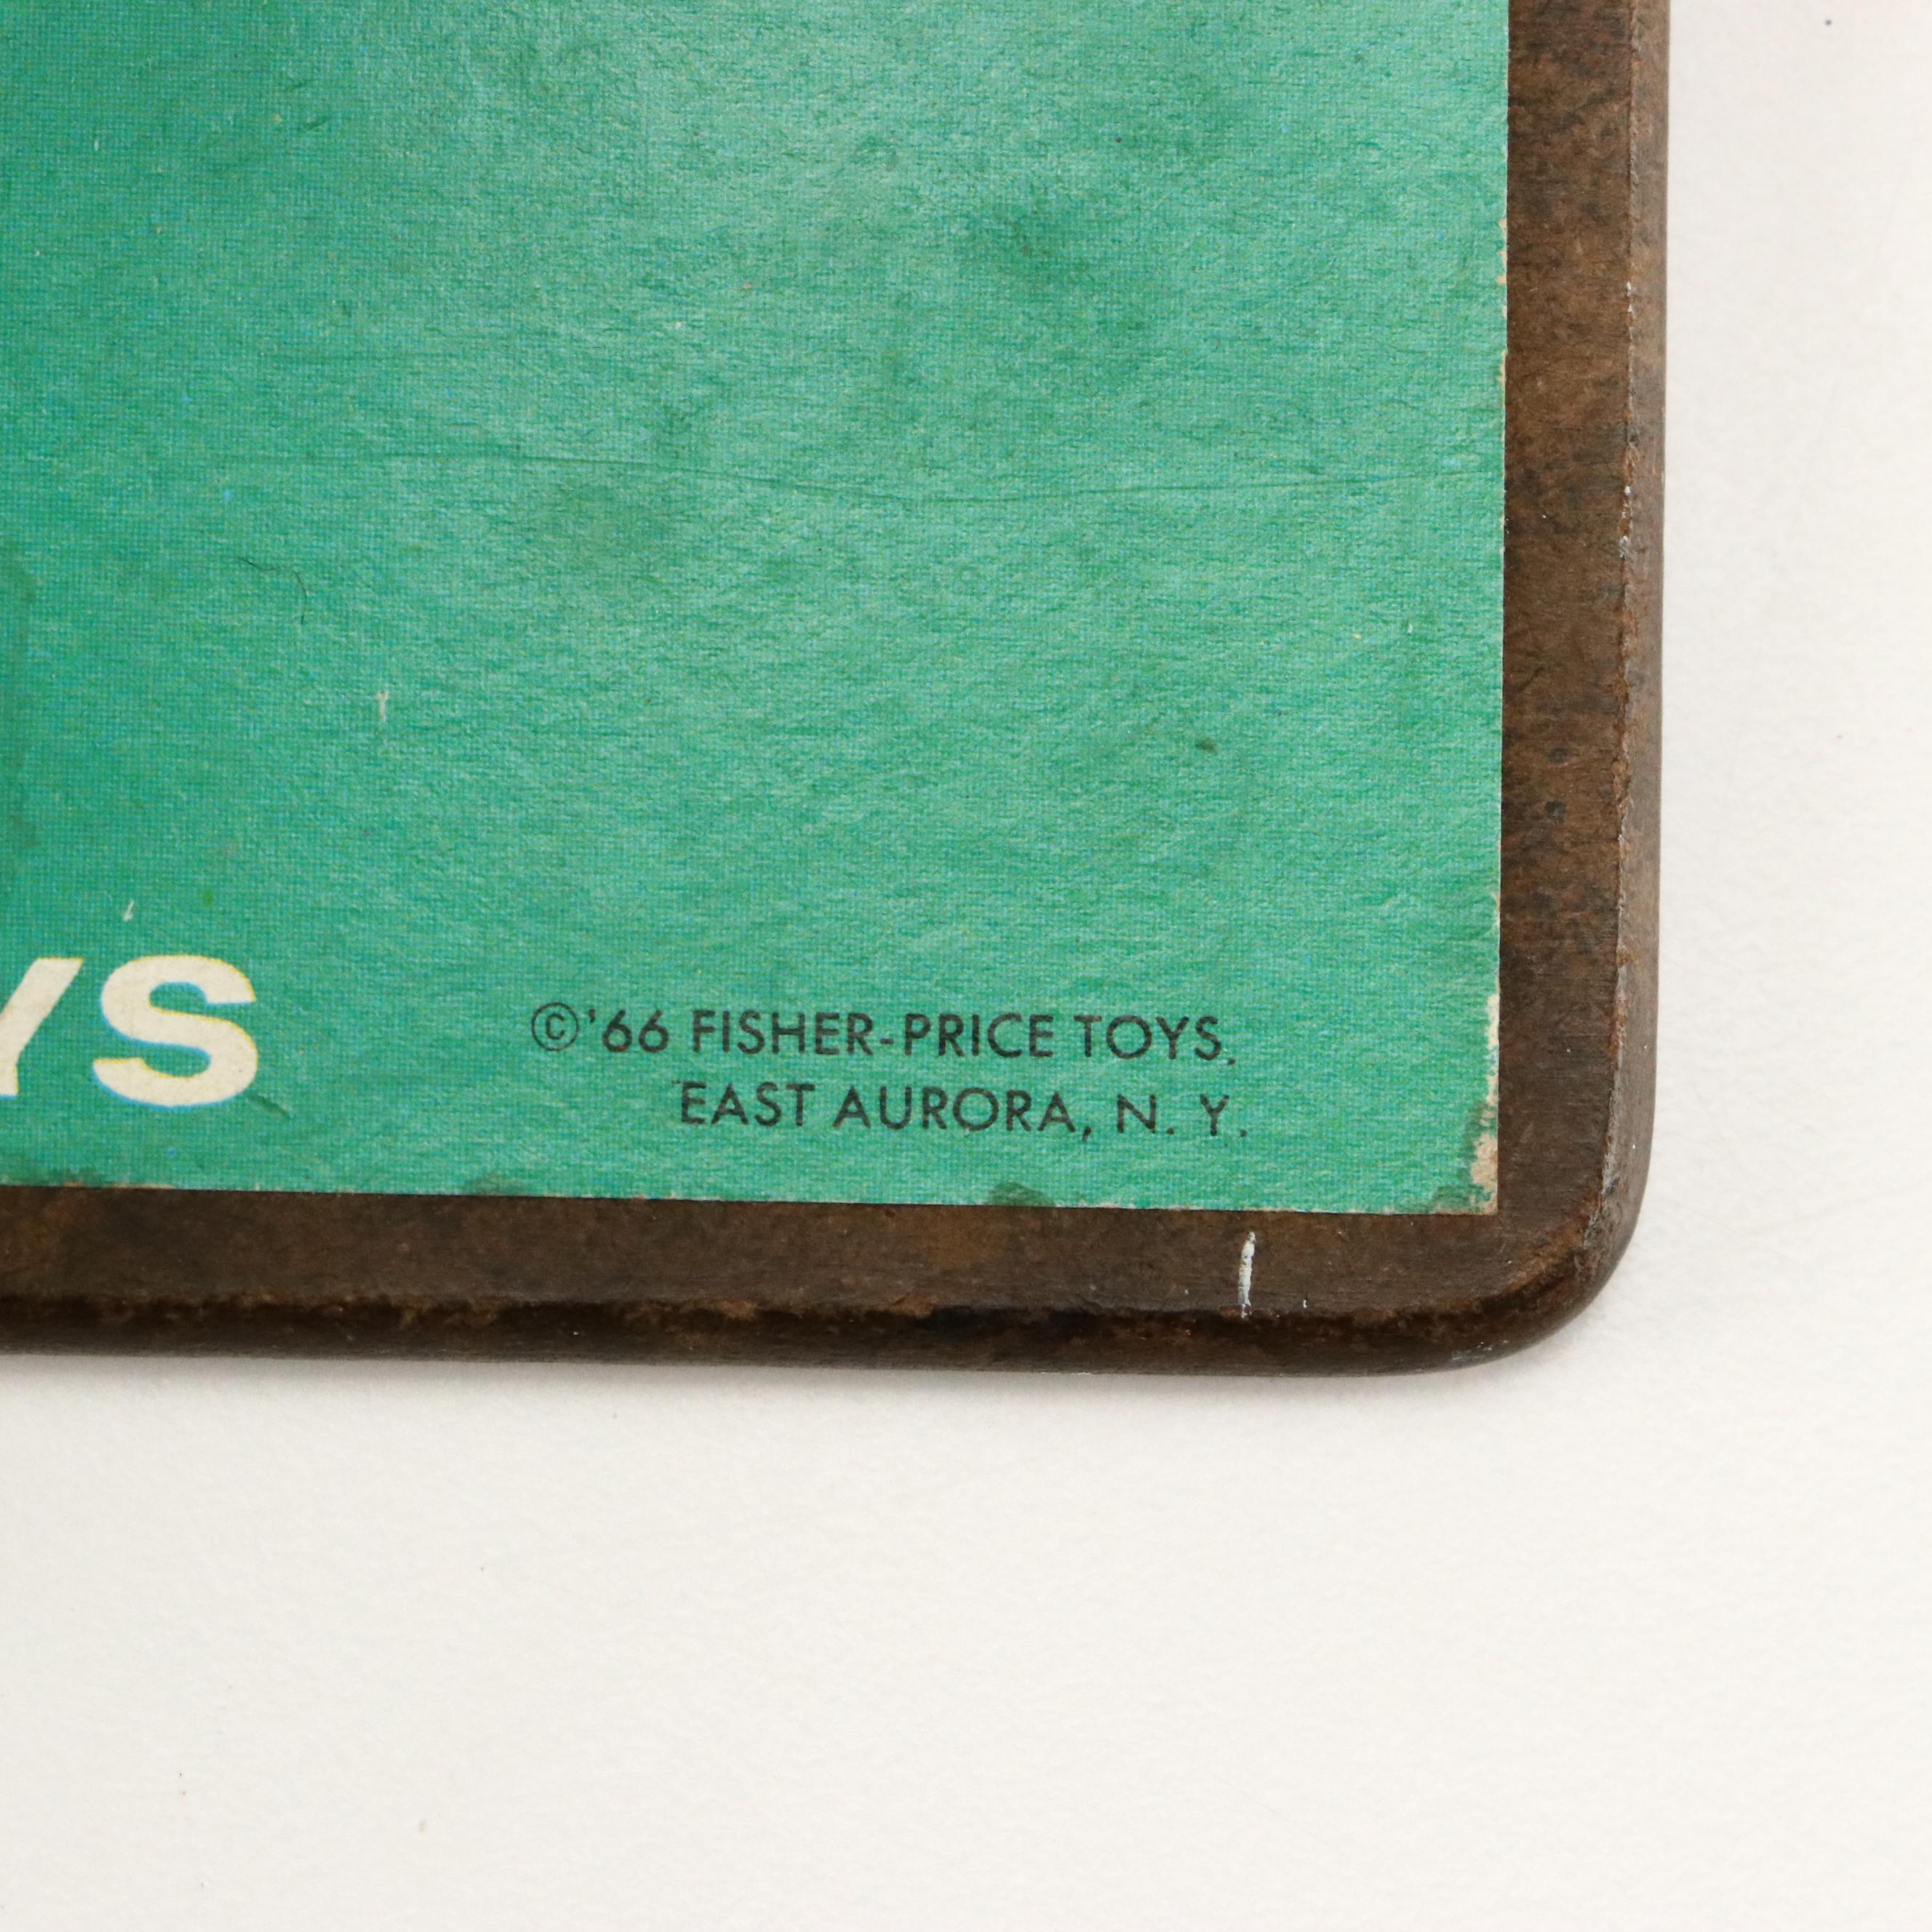 YS
©'66 FISHER-PRICE TOYS.
EAST AURORA, N. Y.